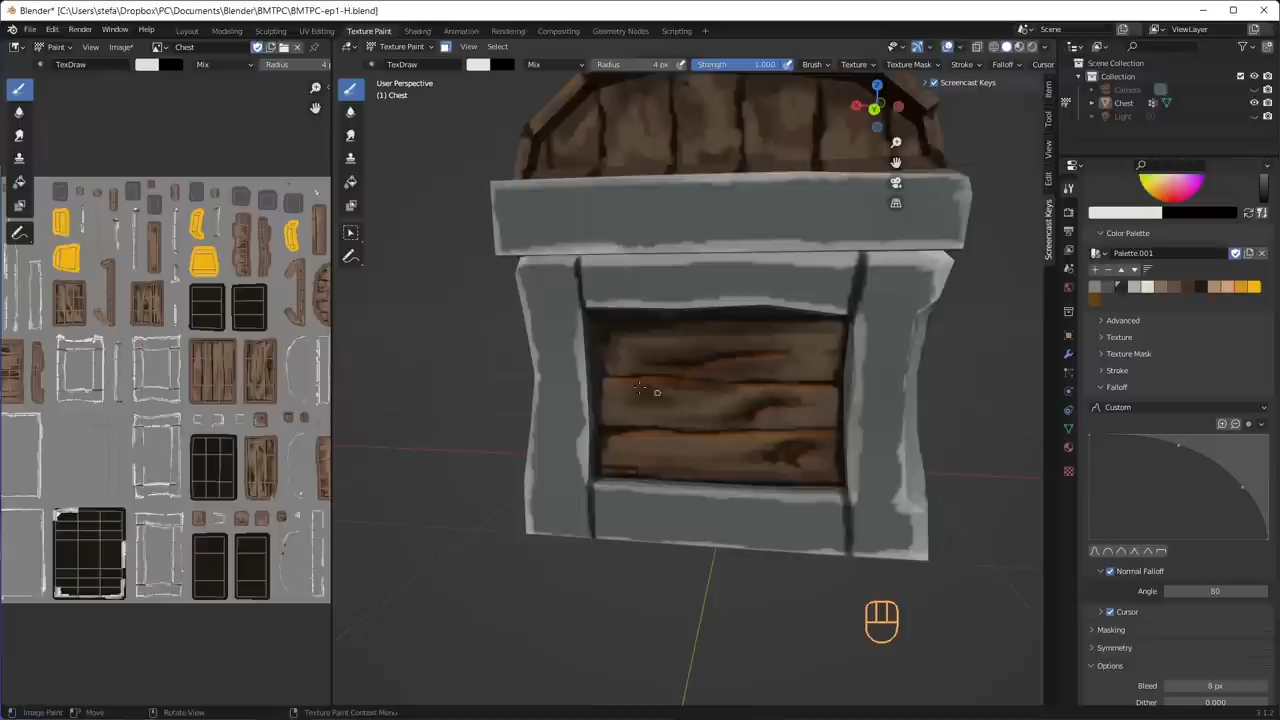 Blender* [C:\Users\stefa\Dropbox\PC\Documents\Blender\BMTPC\BMTPC-ep1-H.blend]
File Edit Render Window Help Layout Modeling Sculpting UV Editing Texture Paint Shading Animation Rendering Compositing Geometry Nodes Scripting + Scene ViewLayer
Paint View Image* Chest Texture Paint View Select
TexDraw Mix Radius 4 TexDraw Mix Radius 4 px Strength 1.000 Brush Texture Texture Mask Stroke Falloff Cursor
Scene Collection
Collection
Camera
Chest
Light
User Perspective
(1) Chest
Screencast Keys
X
Y
Z
Item
Tool
View
Edit
Screencast Keys
Color Palette
Palette.001
Advanced
Texture
Texture Mask
Stroke
Falloff
Custom
Normal Falloff
Angle 80
Cursor
Masking
Symmetry
Options
Bleed 8 px
Dither 0.000
Image Paint Move Rotate View Texture Paint Context Menu 3.1.2